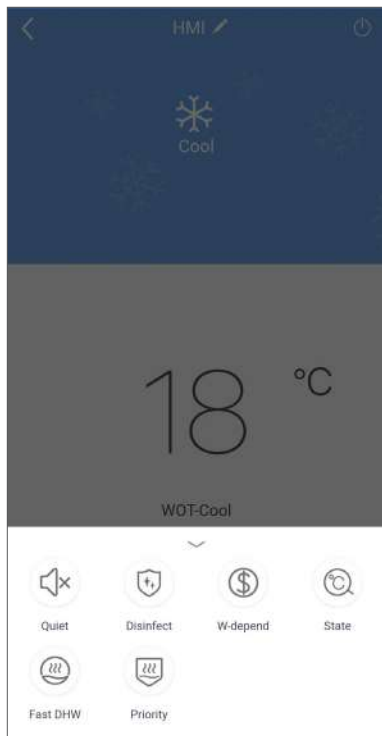 HMI
Cool
18 °C
WOT-Cool
Quiet Disinfect W-depend State
Fast DHW Priority